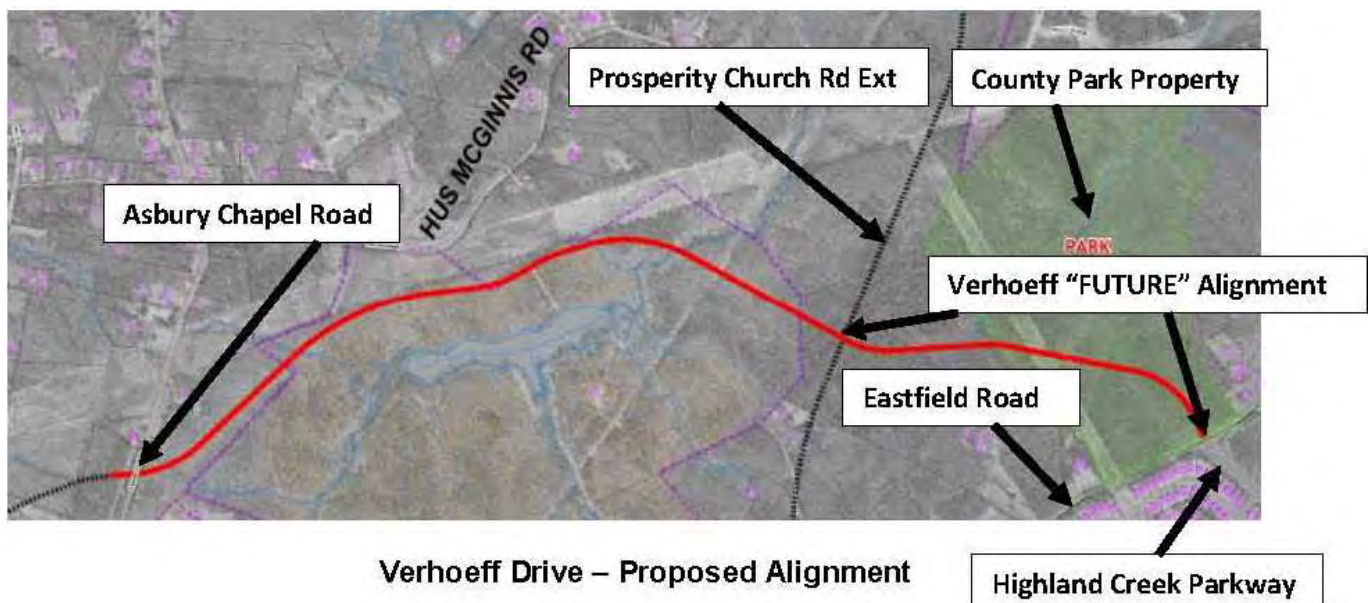 Prosperity Church Rd Ext
County Park Property
HUS MCGINNIS RD
Asbury Chapel Road
PARK
Verhoeff “FUTURE” Alignment
Eastfield Road
Verhoeff Drive – Proposed Alignment
Highland Creek Parkway